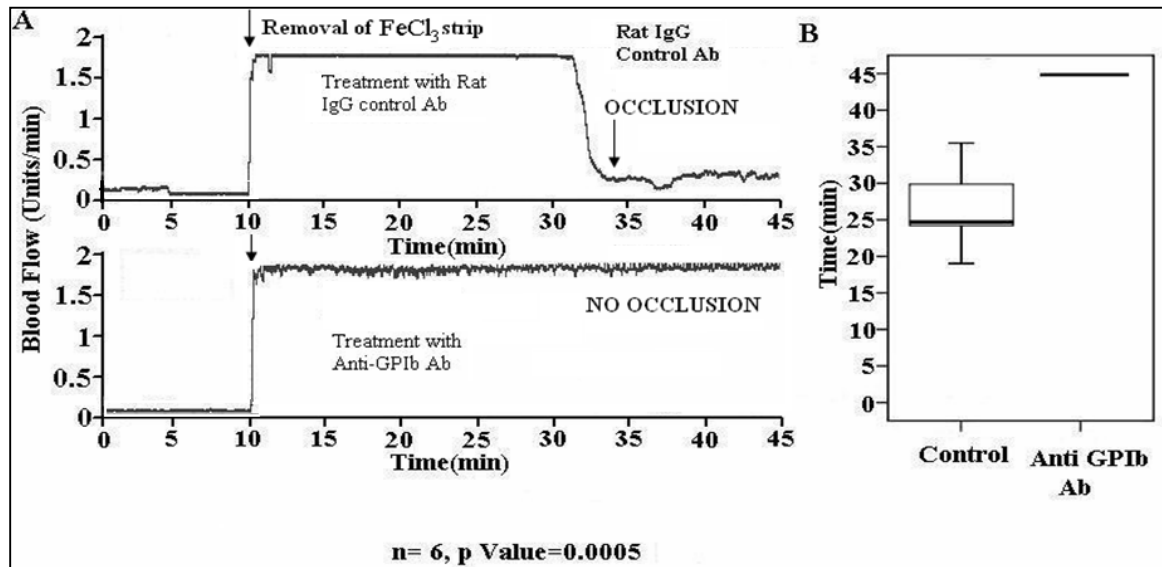 A
Removal of FeCl3 strip
Rat IgG
Control Ab
Treatment with Rat
IgG control Ab
OCCLUSION
2
1.5
1
0.5
0
0 5 10 15 20 25 30 35 40 45
Time(min)
Blood Flow (Units/min)
2
1.5
1
0.5
0
NO OCCLUSION
Treatment with
Anti-GPIb Ab
0 5 10 15 20 25 30 35 40 45
Time(min)
B
45
40
35
30
25
20
15
10
5
0
Time(min)
Control
Anti GPIb
Ab
n= 6, p Value=0.0005